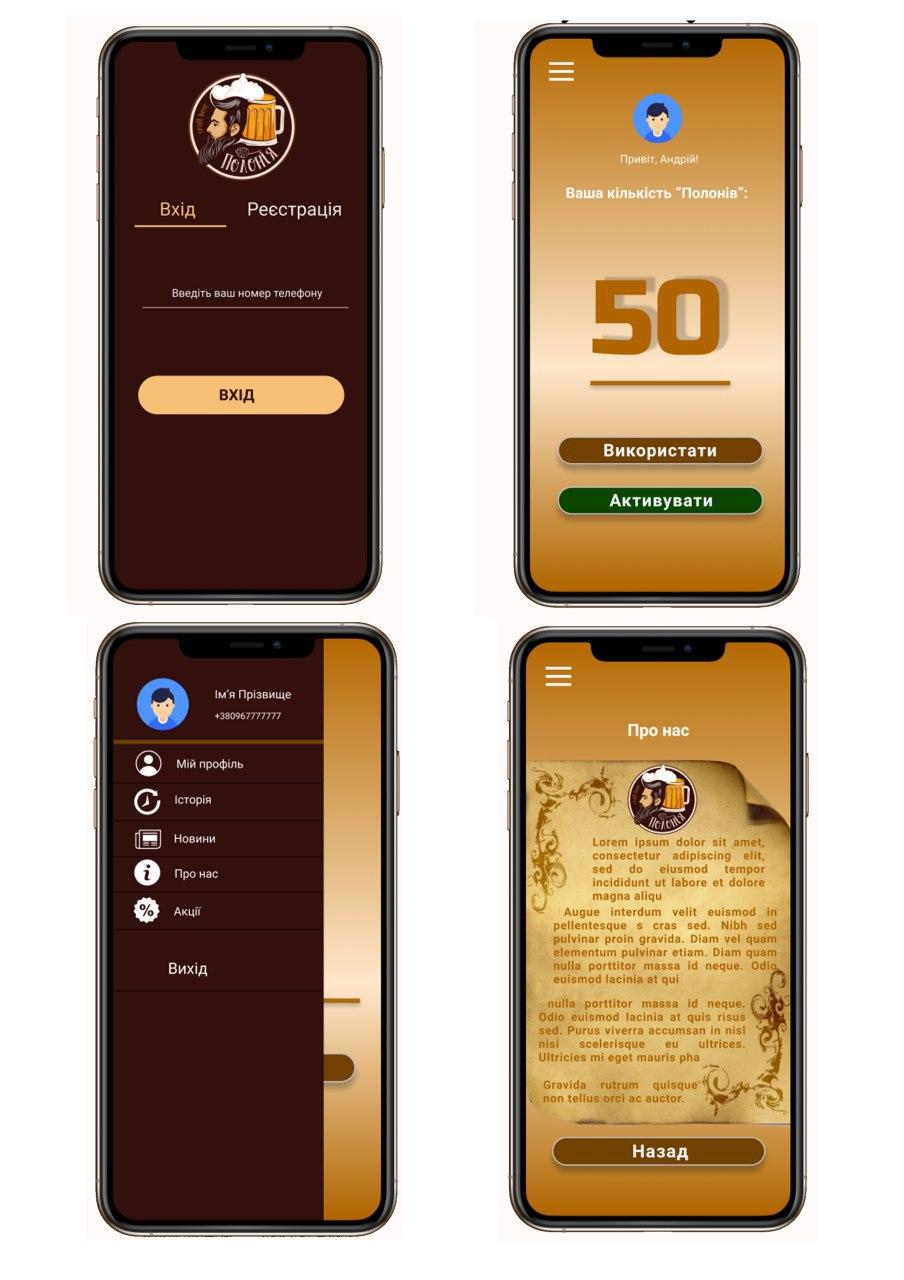 craft beer
ПОЛОНІЯ
Вхід
Реєстрація
Введіть ваш номер телефону
ВХІД
Привіт, Андрій!
Ваша кількість “Полонів”:
50
Використати
Активувати
Ім’я Прізвище
+380967777777
Мій профіль
Історія
Новини
Про нас
Акції
Вихід
Про нас
ПОЛОНІЯ
Lorem ipsum dolor sit amet,
consectetur adipiscing elit,
sed do eiusmod tempor
incididunt ut labore et dolore
magna aliqu
Augue interdum velit euismod in
pellentesque s cras sed. Nibh sed
pulvinar proin gravida. Diam vel quam
elementum pulvinar etiam. Diam quam
nulla porttitor massa id neque. Odio
euismod lacinia at qui
nulla porttitor massa id neque.
Odio euismod lacinia at quis risus
sed. Purus viverra accumsan in nisl
nisi scelerisque eu ultrices.
Ultricies mi eget mauris pha
Gravida rutrum quisque
non tellus orci ac auctor.
Назад